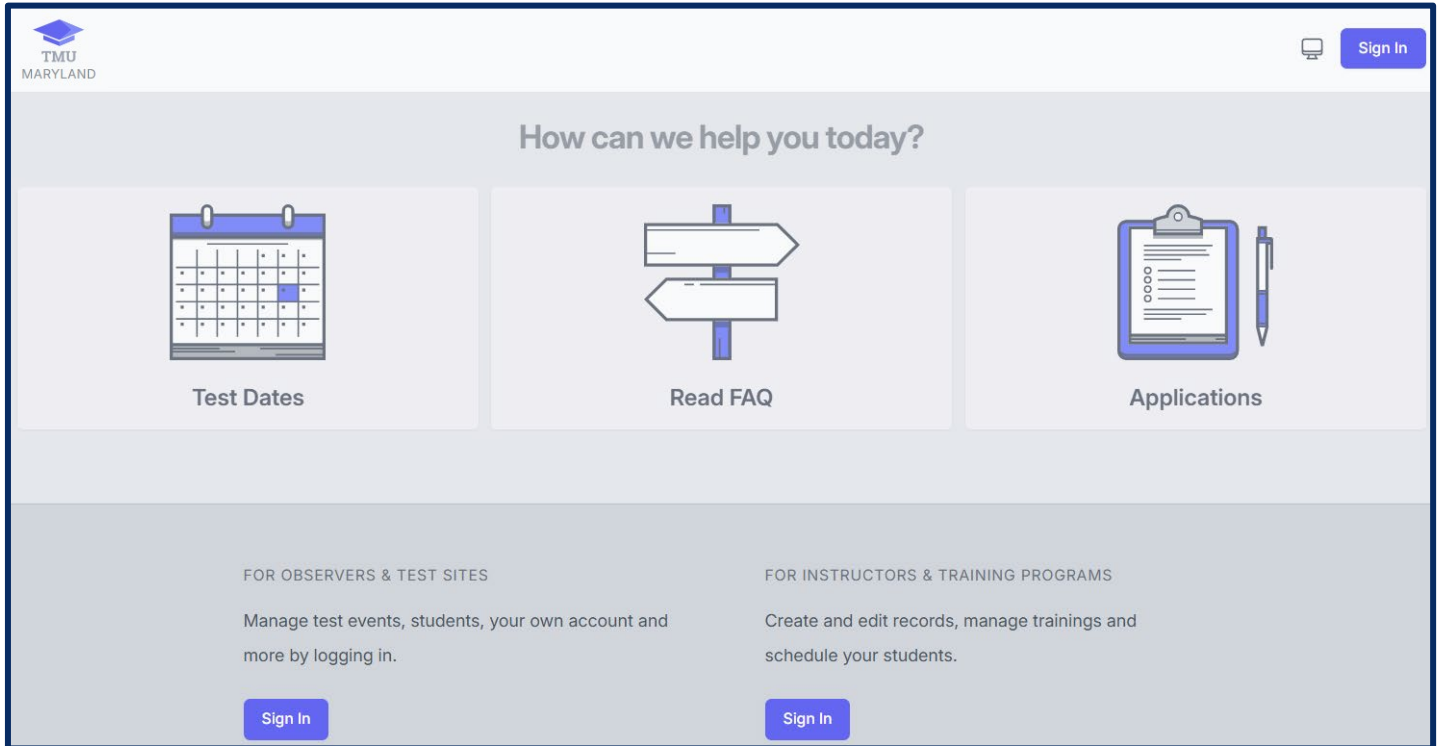 TMU
MARYLAND
Sign In
How can we help you today?
Test Dates
Read FAQ
Applications
FOR OBSERVERS & TEST SITES
Manage test events, students, your own account and
more by logging in.
Sign In
FOR INSTRUCTORS & TRAINING PROGRAMS
Create and edit records, manage trainings and
schedule your students.
Sign In